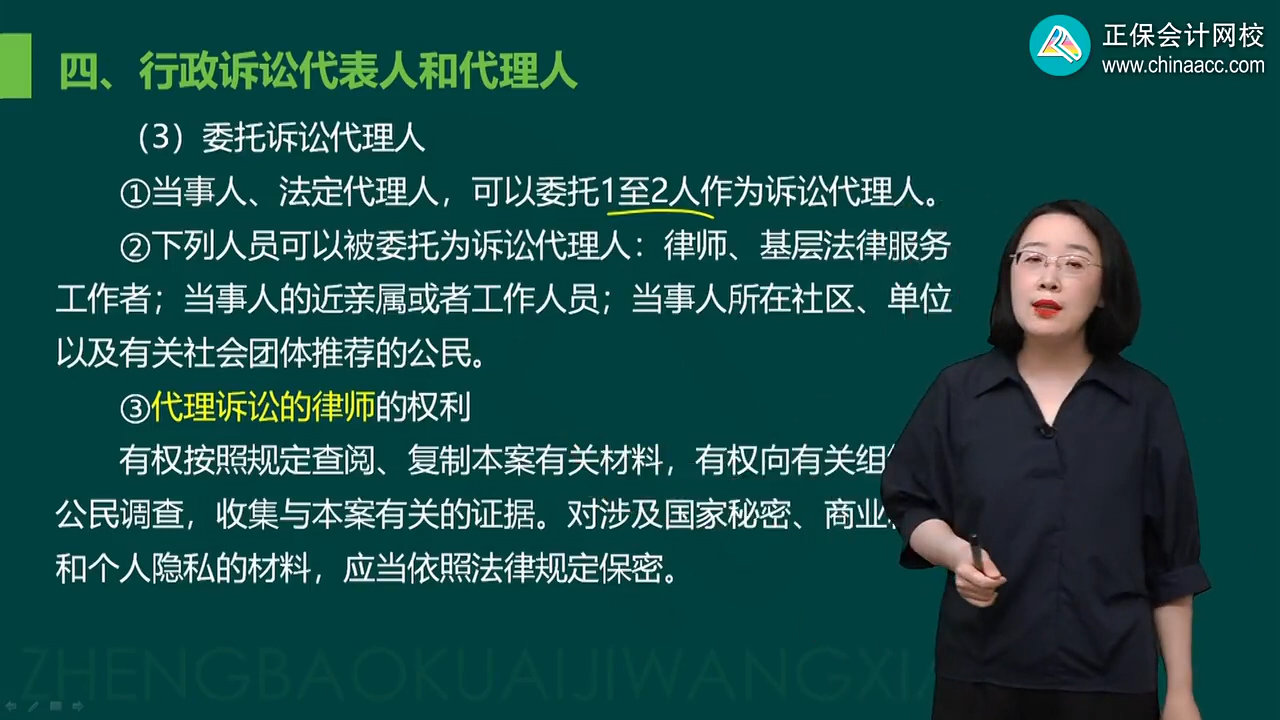 正保会计网校
www.chinaacc.com
四、行政诉讼代表人和代理人
（3）委托诉讼代理人
①当事人、法定代理人，可以委托1至2人作为诉讼代理人。
②下列人员可以被委托为诉讼代理人：律师、基层法律服务
工作者；当事人的近亲属或者工作人员；当事人所在社区、单位
以及有关社会团体推荐的公民。
③代理诉讼的律师的权利
有权按照规定查阅、复制本案有关材料，有权向有关组
公民调查，收集与本案有关的证据。对涉及国家秘密、商业
和个人隐私的材料，应当依照法律规定保密。
ZHENGBAOKUAIJIWANGXIA